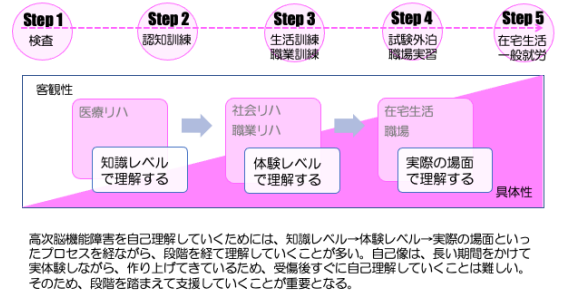 Step 1
検査
Step 2
認知訓練
Step 3
生活訓練
職業訓練
Step 4
試験外泊
職場実習
Step 5
在宅生活
一般就労
客観性
医療リハ
知識レベル
で理解する
社会リハ
職業リハ
体験レベル
で理解する
在宅生活
職場
実際の場面
で理解する
具体性
高次脳機能障害を自己理解していくためには、知識レベル→体験レベル→実際の場面といっ
たプロセスを経ながら、段階を経て理解していくことが多い。自己像は、長い期間をかけて
実体験しながら、作り上げてきているため、受傷後すぐに自己理解していくことは難しい。
そのため、段階を踏まえて支援していくことが重要となる。